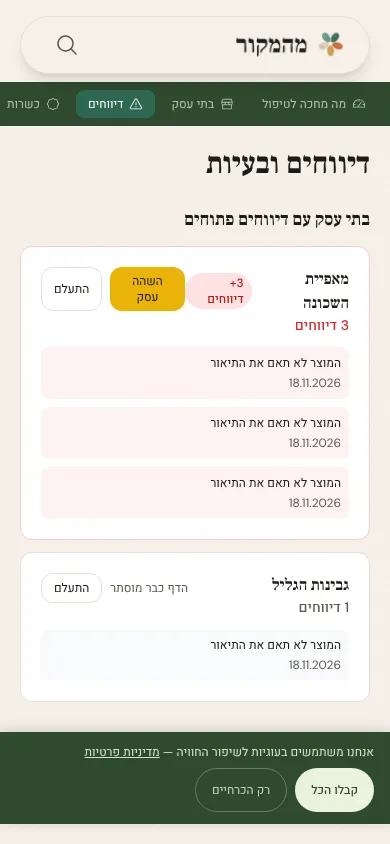 מהמקור
מה מחכה לטיפול
בתי עסק
דיווחים
כשרות
דיווחים ובעיות
בתי עסק עם דיווחים פתוחים
מאפיית
השכונה
3 דיווחים
3+
דיווחים
השהה
עסק
התעלם
המוצר לא תאם את התיאור
18.11.2026
המוצר לא תאם את התיאור
18.11.2026
המוצר לא תאם את התיאור
18.11.2026
גבינות הגליל
1 דיווחים
הדף כבר מוסתר
התעלם
המוצר לא תאם את התיאור
18.11.2026
אנחנו משתמשים בעוגיות לשיפור החוויה — מדיניות פרטיות
קבלו הכל
רק הכרחיים